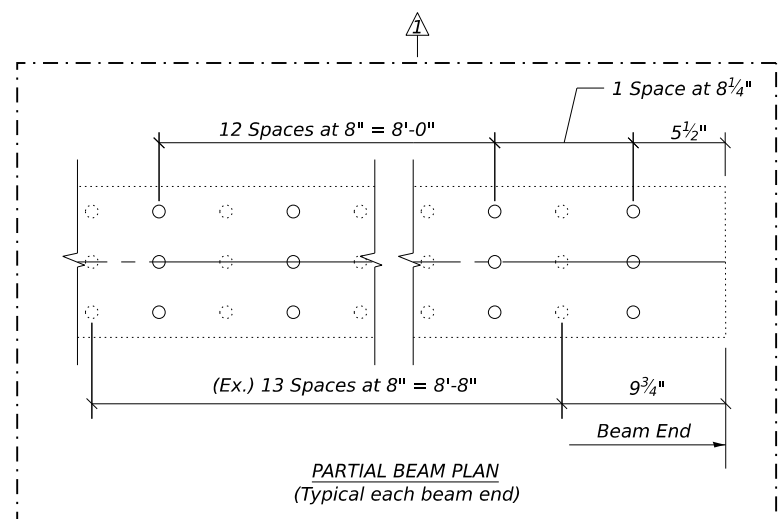 1
1 Space at 8¼"
12 Spaces at 8" = 8'-0"
5½"
(Ex.) 13 Spaces at 8" = 8'-8"
9¾"
Beam End
PARTIAL BEAM PLAN
(Typical each beam end)